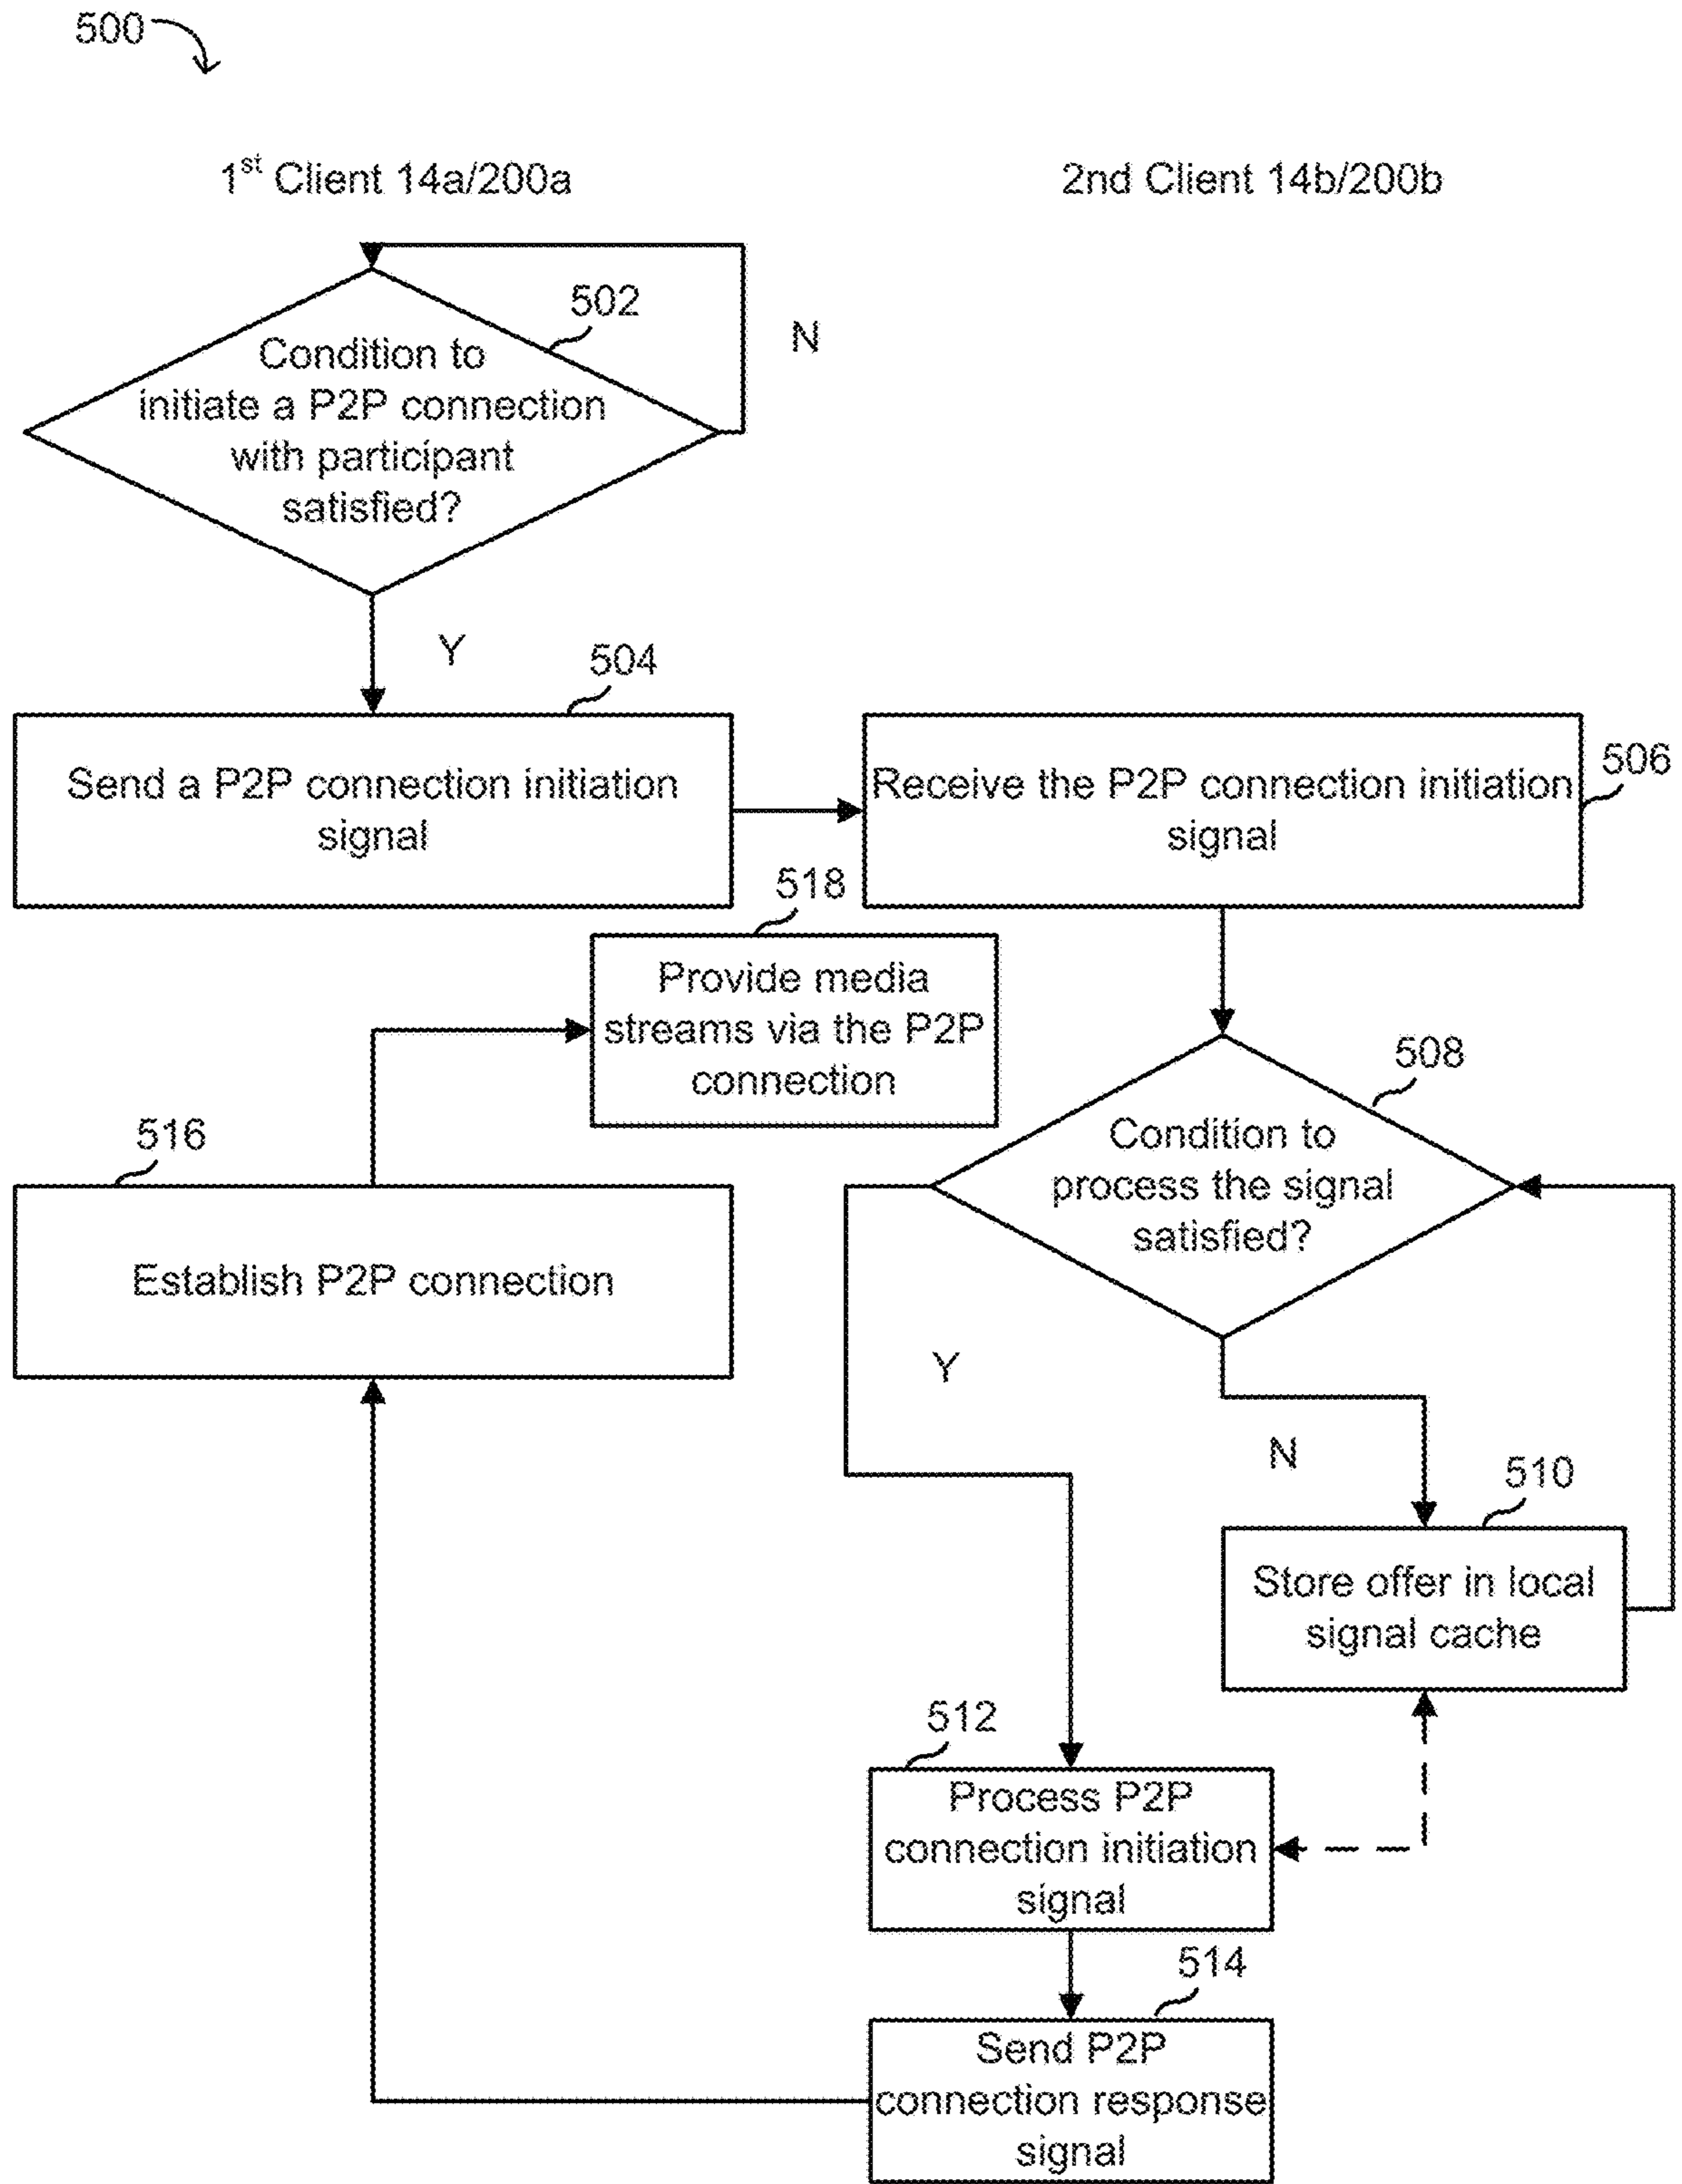 500
1st Client 14a/200a
2nd Client 14b/200b
502
Condition to
initiate a P2P connection
with participant
satisfied?
N
Y
504
Send a P2P connection initiation
signal
506
Receive the P2P connection initiation
signal
518
Provide media
streams via the P2P
connection
508
Condition to
process the signal
satisfied?
516
Establish P2P connection
Y
N
510
Store offer in local
signal cache
512
Process P2P
connection initiation
signal
514
Send P2P
connection response
signal